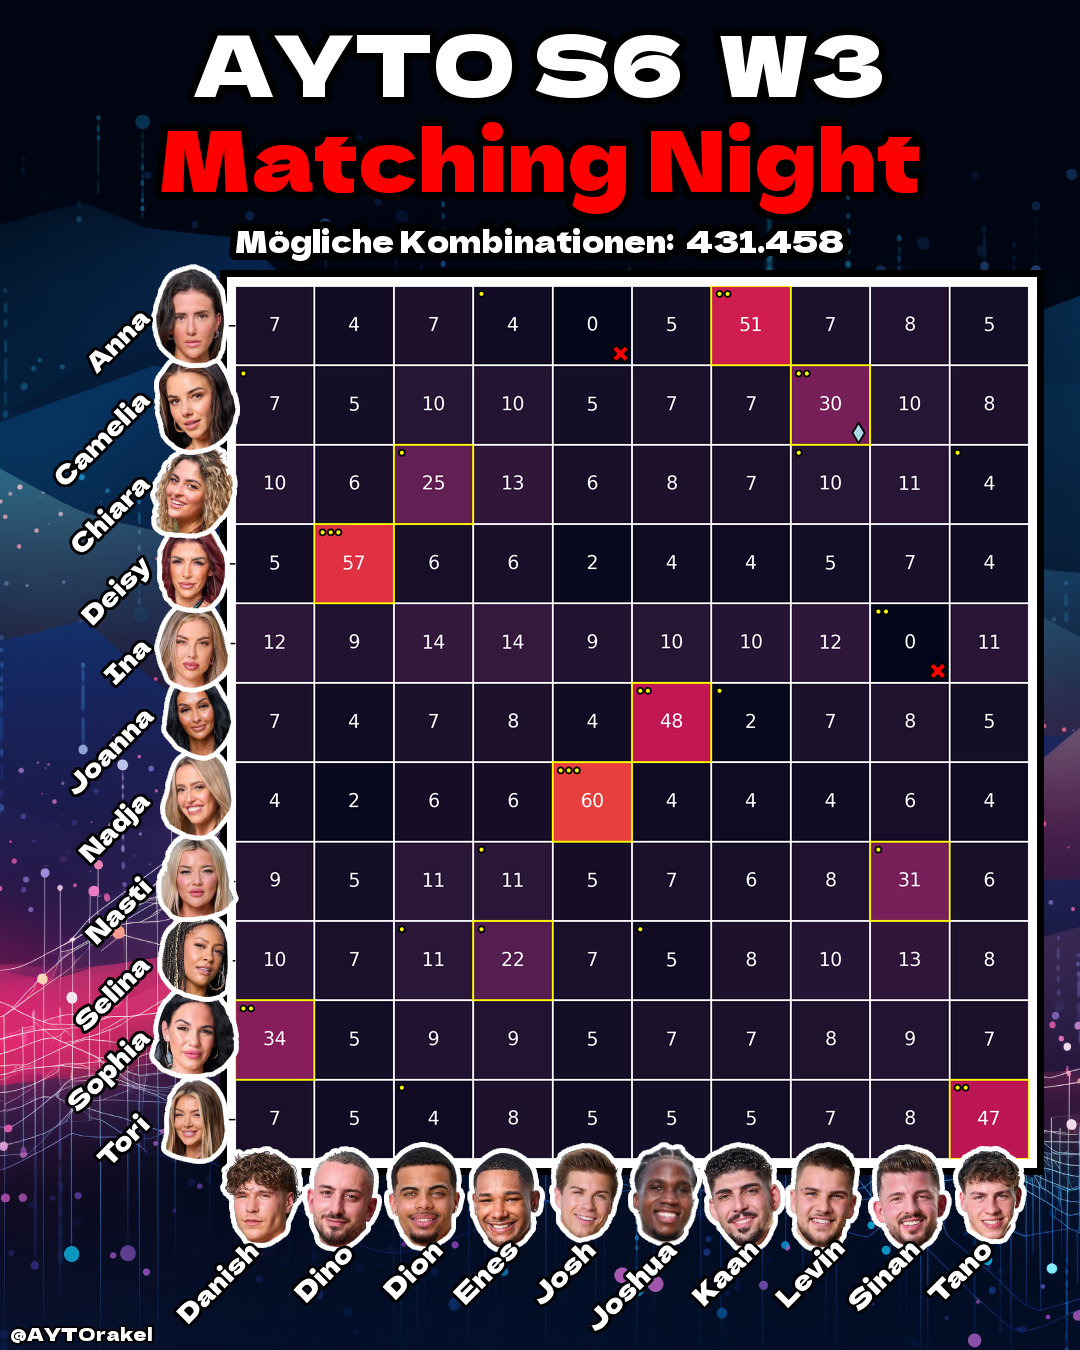 AYTO S6 W3
Matching Night
Mögliche Kombinationen: 431.458
Anna 7 4 7 4 0 5 51 7 8 5
Camelia 7 5 10 10 5 7 7 30 10 8
Chiara 10 6 25 13 6 8 7 10 11 4
Deisy 5 57 6 6 2 4 4 5 7 4
Ina 12 9 14 14 9 10 10 12 0 11
Joanna 7 4 7 8 4 48 2 7 8 5
Nadja 4 2 6 6 60 4 4 4 6 4
Nasti 9 5 11 11 5 7 6 8 31 6
Selina 10 7 11 22 7 5 8 10 13 8
Sophia 34 5 9 9 5 7 7 8 9 7
Tori 7 5 4 8 5 5 5 7 8 47
Danish Dino Dion Enes Josh Joshua Kaan Levin Sinan Tano
@AYTOrakel